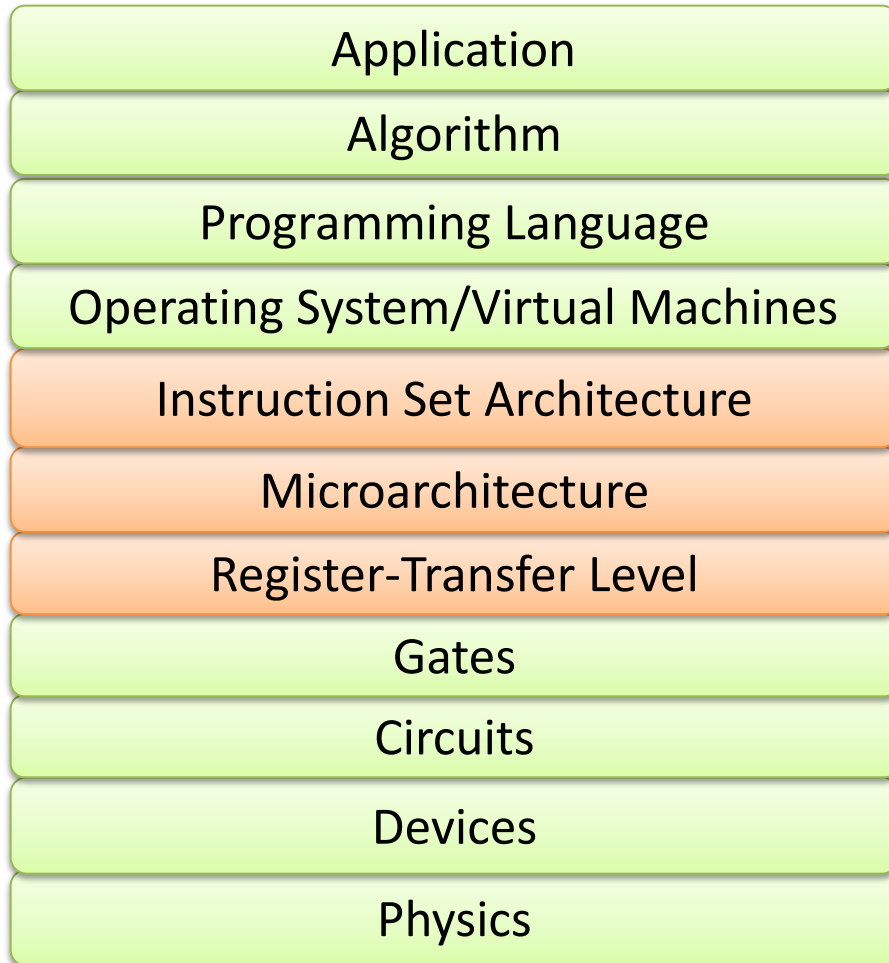 Application
Algorithm
Programming Language
Operating System/Virtual Machines
Instruction Set Architecture
Microarchitecture
Register-Transfer Level
Gates
Circuits
Devices
Physics